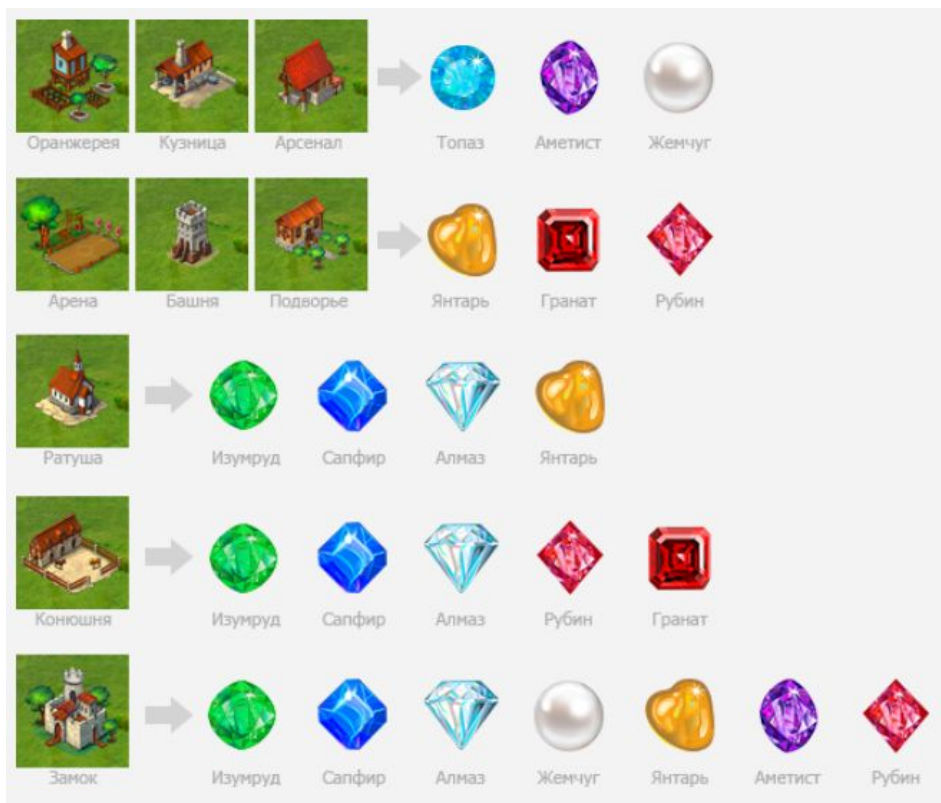 Оранжерея Кузница Арсенал Топаз Аметист Жемчуг
Арена Башня Подворье Янтарь Гранат Рубин
Ратуша Изумруд Сапфир Алмаз Янтарь
Конюшня Изумруд Сапфир Алмаз Рубин Гранат
Замок Изумруд Сапфир Алмаз Жемчуг Янтарь Аметист Рубин